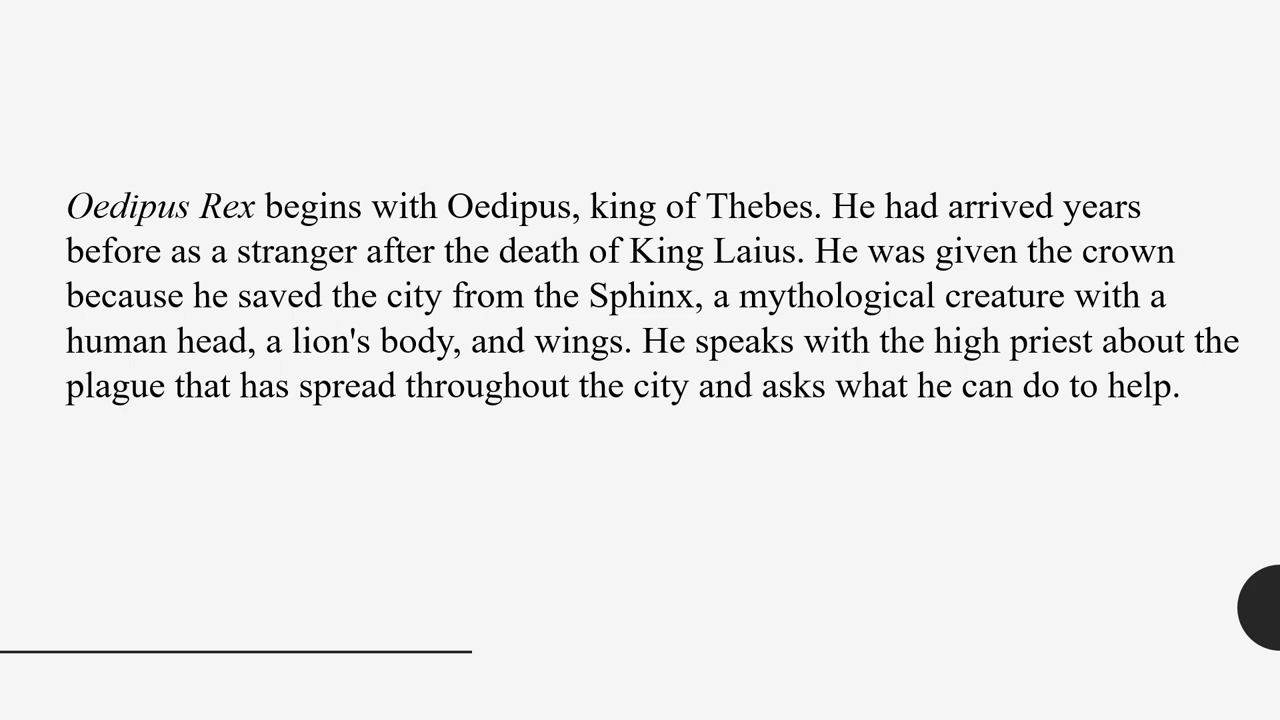 Oedipus Rex begins with Oedipus, king of Thebes. He had arrived years
before as a stranger after the death of King Laius. He was given the crown
because he saved the city from the Sphinx, a mythological creature with a
human head, a lion's body, and wings. He speaks with the high priest about the
plague that has spread throughout the city and asks what he can do to help.